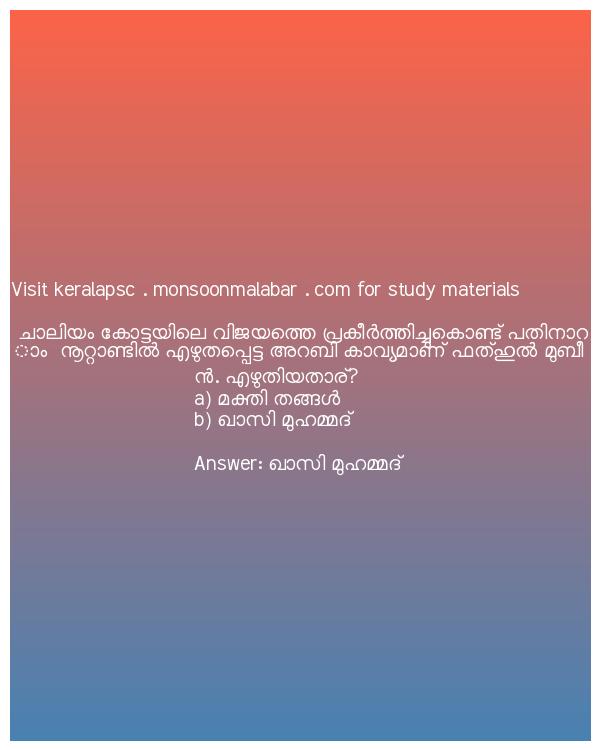 Visit keralapsc . monsoonmalabar . com for study materials
ചാലിയം കോട്ടയിലെ വിജയത്തെ പ്രകീർത്തിച്ചുകൊണ്ട് പതിനാറ
ാം  നൂറ്റാണ്ടിൽ എഴുതപ്പെട്ട അറബി കാവ്യമാണ് ഫത്ഹുൽ മുബീ
ൻ. എഴുതിയതാര്?
a) മക്തി തങ്ങൾ
b) ഖാസി മുഹമ്മദ്
Answer: ഖാസി മുഹമ്മദ്